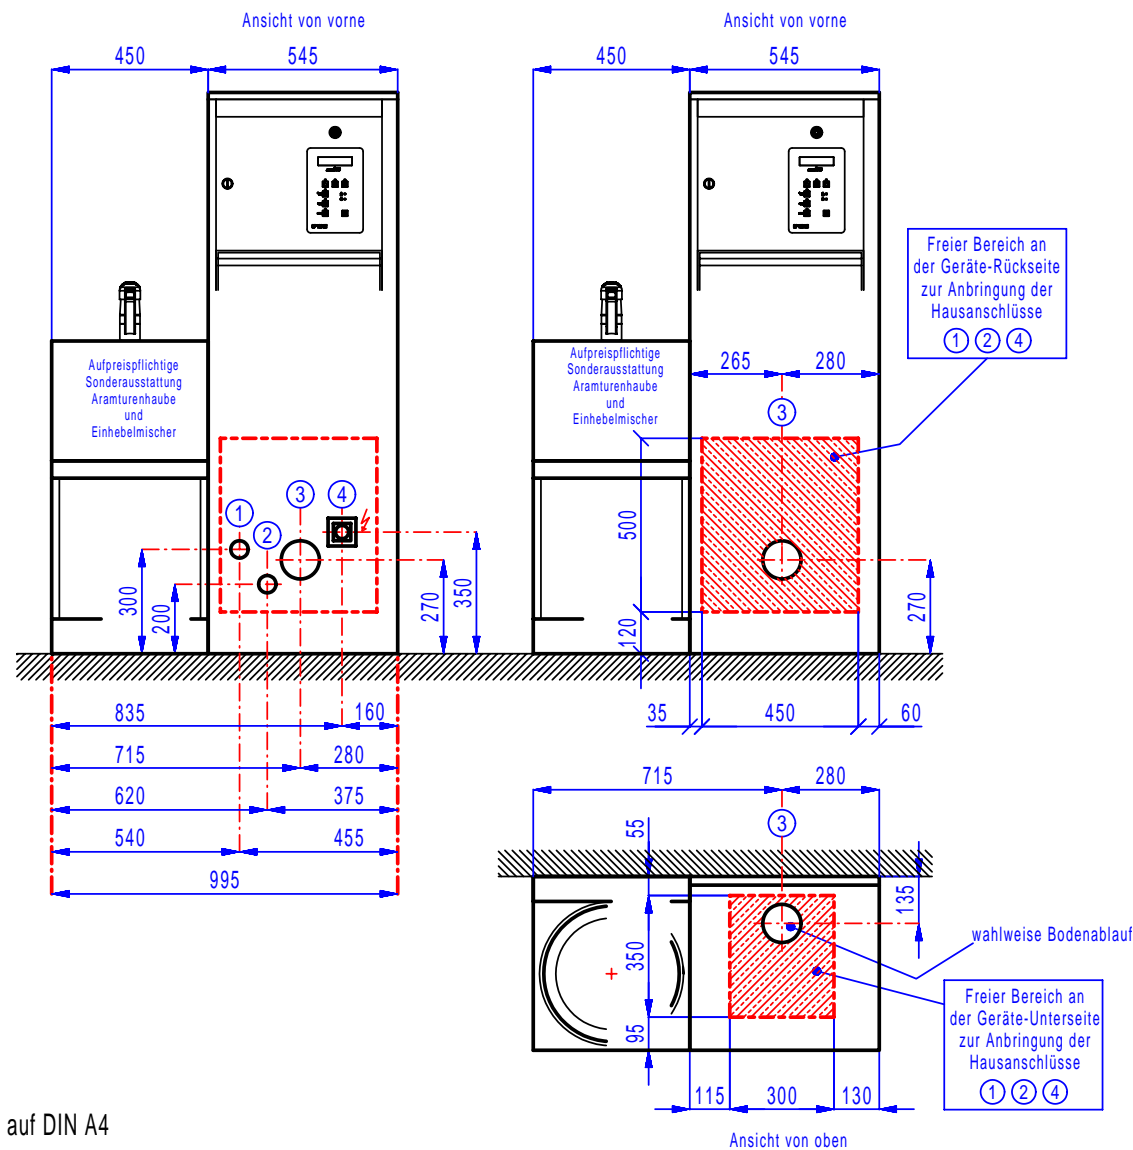 Ansicht von vorne
Ansicht von vorne
450
545
450
545
Freier Bereich an
der Geräte-Rückseite
zur Anbringung der
Hausanschlüsse
1 2 4
Aufpreispflichtige
Sonderausstattung
Aramturenhaube
und
Einhebelmischer
Aufpreispflichtige
Sonderausstattung
Aramturenhaube
und
Einhebelmischer
265
280
3
1
2
3
4
300
200
270
350
500
120
270
835
160
715
280
620
375
540
455
995
35
450
60
715
280
3
55
350
95
135
wahlweise Bodenablauf
Freier Bereich an
der Geräte-Unterseite
zur Anbringung der
Hausanschlüsse
1 2 4
115
300
130
Ansicht von oben
auf DIN A4